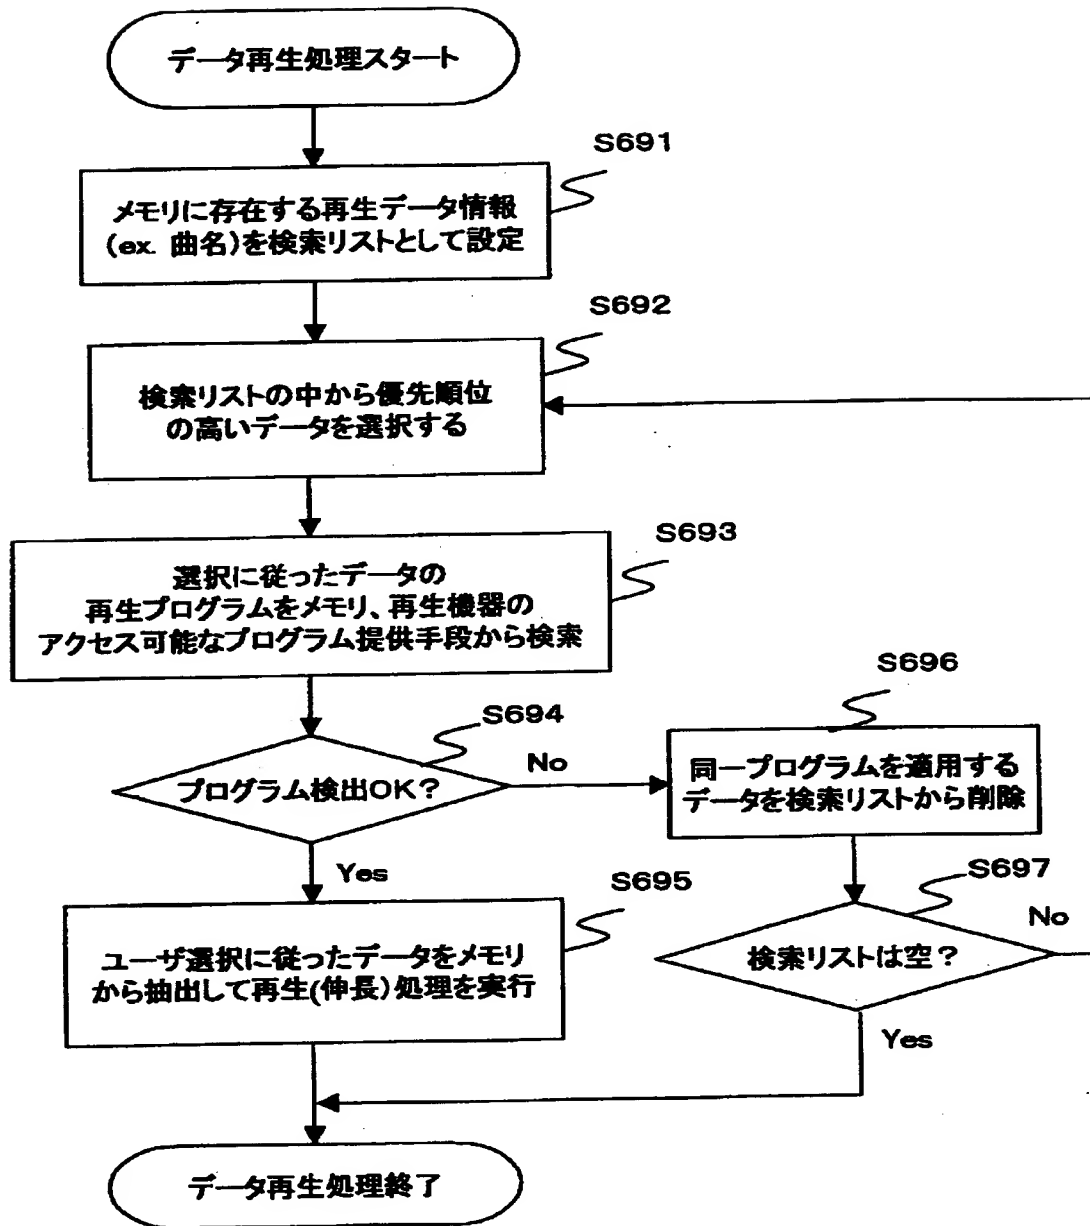 データ再生処理スタート
S691
メモリに存在する再生データ情報
(ex. 曲名)を検索リストとして設定
S692
検索リストの中から優先順位
の高いデータを選択する
S693
選択に従ったデータの
再生プログラムをメモリ、再生機器の
アクセス可能なプログラム提供手段から検索
S694
プログラム検出OK?
No
Yes
S696
同一プログラムを適用する
データを検索リストから削除
S695
ユーザ選択に従ったデータをメモリ
から抽出して再生(伸長)処理を実行
S697
検索リストは空?
No
Yes
データ再生処理終了